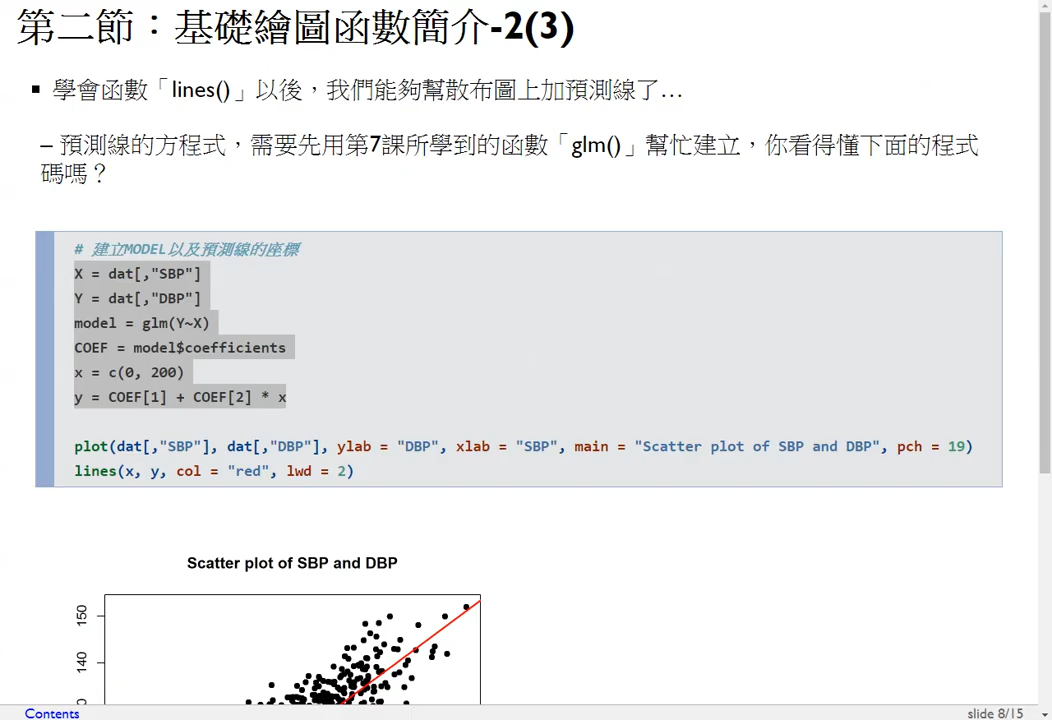 第二節：基礎繪圖函數簡介-2(3)
▪ 學會函數「lines()」以後，我們能夠幫散布圖上加預測線了…
– 預測線的方程式，需要先用第7課所學到的函數「glm()」幫忙建立，你看得懂下面的程式
碼嗎？
# 建立MODEL以及預測線的座標
X = dat[,"SBP"]
Y = dat[,"DBP"]
model = glm(Y~X)
COEF = model$coefficients
x = c(0, 200)
y = COEF[1] + COEF[2] * x
plot(dat[,"SBP"], dat[,"DBP"], ylab = "DBP", xlab = "SBP", main = "Scatter plot of SBP and DBP", pch = 19)
lines(x, y, col = "red", lwd = 2)
Scatter plot of SBP and DBP
150
140
Contents
slide 8/15